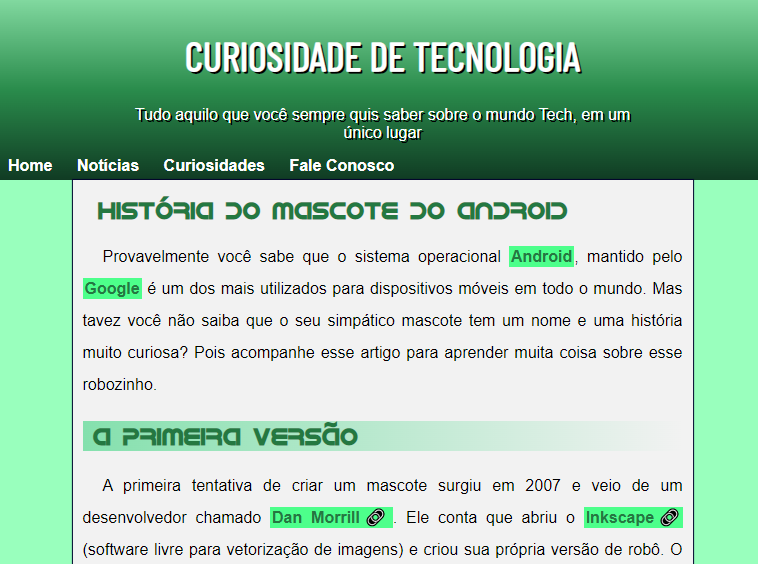 CURIOSIDADE DE TECNOLOGIA
Tudo aquilo que você sempre quis saber sobre o mundo Tech, em um
único lugar
Home Notícias Curiosidades Fale Conosco
HISTÓRIA DO MASCOTE DO ANDROID
Provavelmente você sabe que o sistema operacional Android, mantido pelo
Google é um dos mais utilizados para dispositivos móveis em todo o mundo. Mas
tavez você não saiba que o seu simpático mascote tem um nome e uma história
muito curiosa? Pois acompanhe esse artigo para aprender muita coisa sobre esse
robozinho.
A PRIMEIRA VERSÃO
A primeira tentativa de criar um mascote surgiu em 2007 e veio de um
desenvolvedor chamado Dan Morrill . Ele conta que abriu o Inkscape
(software livre para vetorização de imagens) e criou sua própria versão de robô. O